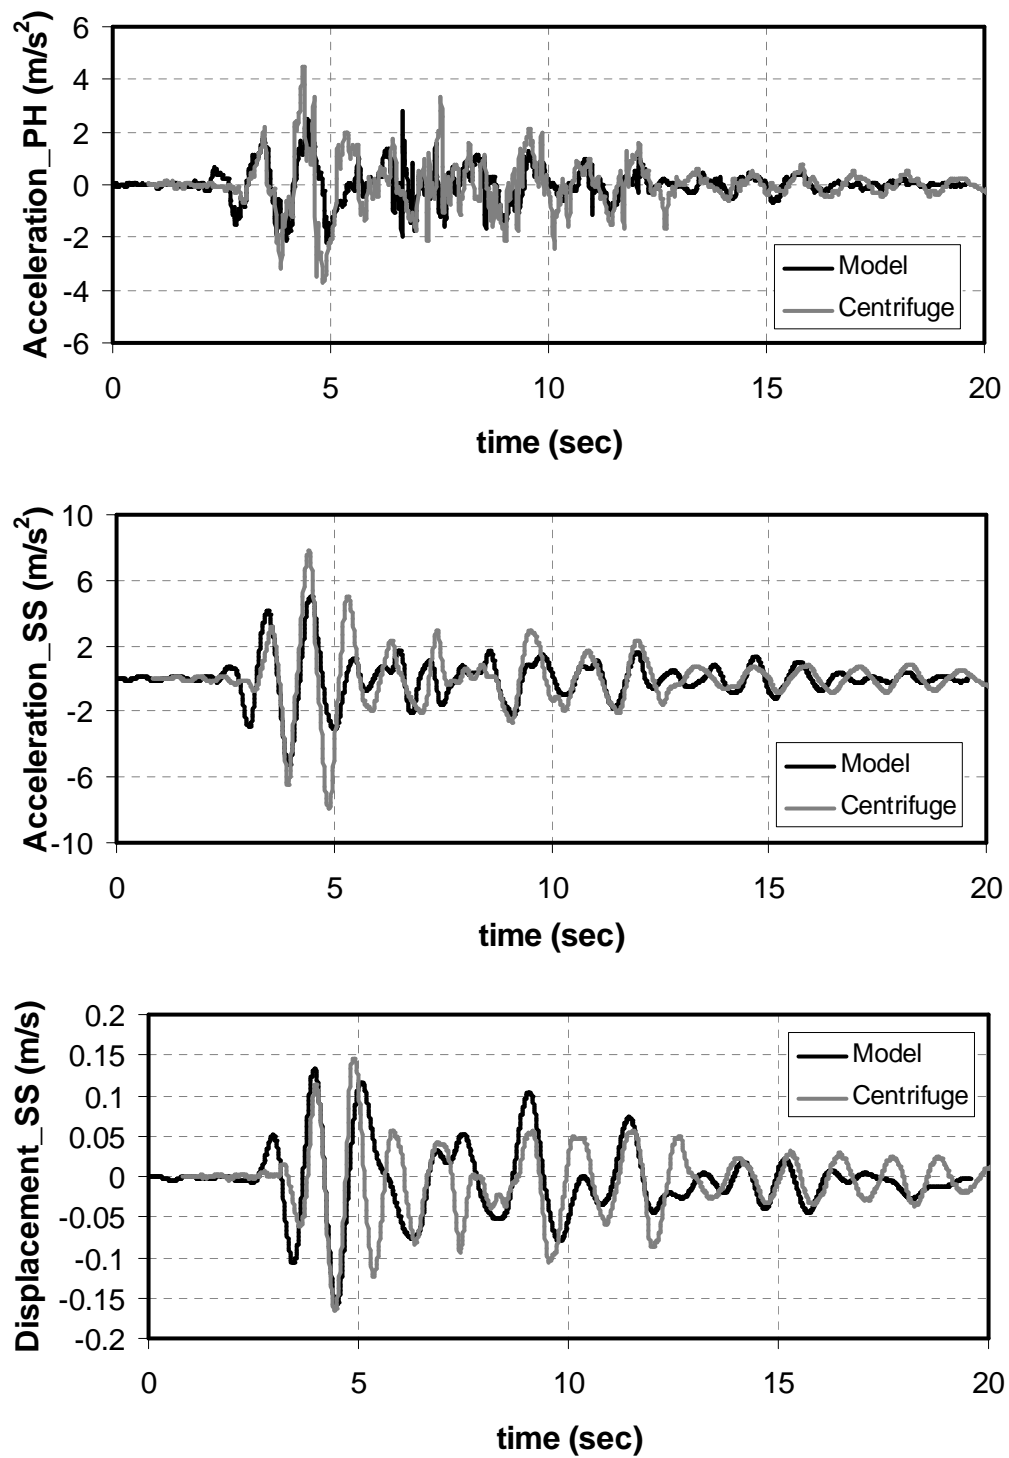 Acceleration_PH (m/s²)
6
4
2
0
-2
-4
-6
Model
Centrifuge
0 5 10 15 20
time (sec)
Acceleration_SS (m/s²)
10
6
2
-2
-6
-10
Model
Centrifuge
0 5 10 15 20
time (sec)
Displacement_SS (m/s)
0.2
0.15
0.1
0.05
0
-0.05
-0.1
-0.15
-0.2
Model
Centrifuge
0 5 10 15 20
time (sec)